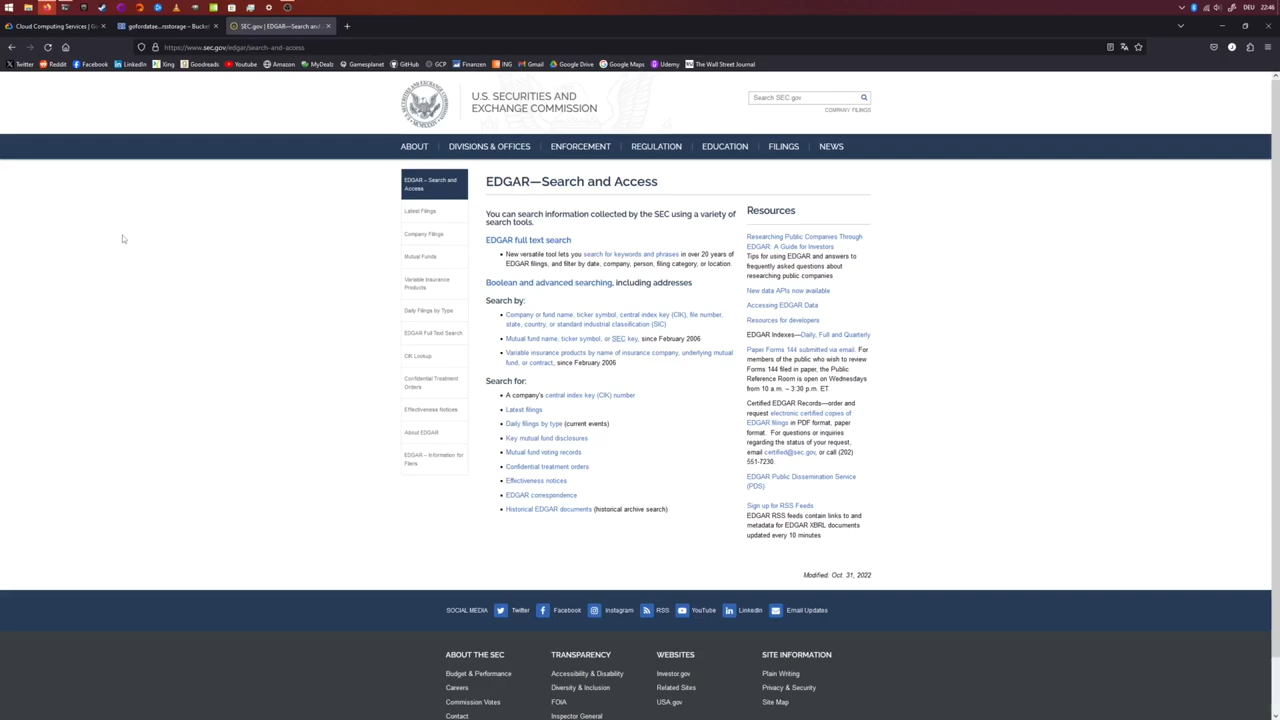 Cloud Computing Services | Go
gofordatae...rsstorage – Bucke
SEC.gov | EDGAR—Search and
DEU
22:46
https://www.sec.gov/edgar/search-and-access
Twitter
Reddit
Facebook
LinkedIn
Xing
Goodreads
Youtube
Amazon
MyDealz
Gamesplanet
GitHub
GCP
Finanzen
ING
Gmail
Google Drive
Google Maps
Udemy
The Wall Street Journal
U.S. SECURITIES AND
EXCHANGE COMMISSION
Search SEC.gov
COMPANY FILINGS
ABOUT
DIVISIONS & OFFICES
ENFORCEMENT
REGULATION
EDUCATION
FILINGS
NEWS
EDGAR – Search and
Access
Latest Filings
Company Filings
Mutual Funds
Variable Insurance
Products
Daily Filings by Type
EDGAR Full Text Search
CIK Lookup
Confidential Treatment
Orders
Effectiveness Notices
About EDGAR
EDGAR – Information for
Filers
EDGAR—Search and Access
You can search information collected by the SEC using a variety of
search tools.
EDGAR full text search
• New versatile tool lets you search for keywords and phrases in over 20 years of
EDGAR filings, and filter by date, company, person, filing category, or location.
Boolean and advanced searching, including addresses
Search by:
• Company or fund name, ticker symbol, central index key (CIK), file number,
state, country, or standard industrial classification (SIC)
• Mutual fund name, ticker symbol, or SEC key, since February 2006
• Variable insurance products by name of insurance company, underlying mutual
fund, or contract, since February 2006
Search for:
• A company's central index key (CIK) number
• Latest filings
• Daily filings by type (current events)
• Key mutual fund disclosures
• Mutual fund voting records
• Confidential treatment orders
• Effectiveness notices
• EDGAR correspondence
• Historical EDGAR documents (historical archive search)
Resources
Researching Public Companies Through
EDGAR: A Guide for Investors
Tips for using EDGAR and answers to
frequently asked questions about
researching public companies
New data APIs now available
Accessing EDGAR Data
Resources for developers
EDGAR Indexes—Daily, Full and Quarterly
Paper Forms 144 submitted via email. For
members of the public who wish to review
Forms 144 filed in paper, the Public
Reference Room is open on Wednesdays
from 10 a.m. – 3:30 p.m. ET.
Certified EDGAR Records—order and
request electronic certified copies of
EDGAR filings in PDF format, paper
format. For questions or inquiries
regarding the status of your request,
email certified@sec.gov, or call (202)
551-7230.
EDGAR Public Dissemination Service
(PDS)
Sign up for RSS Feeds
EDGAR RSS feeds contain links to and
metadata for EDGAR XBRL documents
updated every 10 minutes
Modified: Oct. 31, 2022
SOCIAL MEDIA
Twitter
Facebook
Instagram
RSS
YouTube
LinkedIn
Email Updates
ABOUT THE SEC
Budget & Performance
Careers
Commission Votes
Contact
TRANSPARENCY
Accessibility & Disability
Diversity & Inclusion
FOIA
Inspector General
WEBSITES
Investor.gov
Related Sites
USA.gov
SITE INFORMATION
Plain Writing
Privacy & Security
Site Map